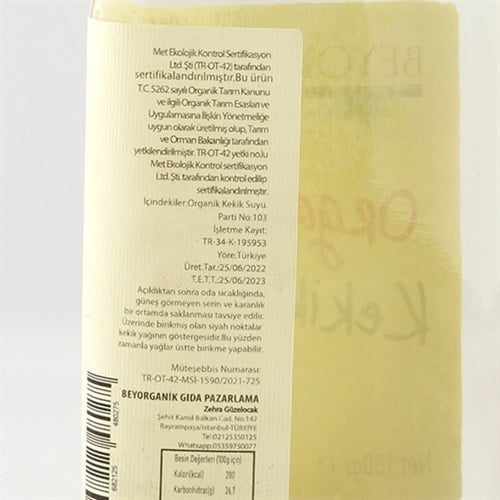 Met Ekolojik Kontrol Sertifikasyon
Ltd. Şti (TR-OT-42) tarafından
sertifikalandırılmıştır.Bu ürün
T.C. 5262 sayılı Organik Tarım Kanunu
ve ilgili Organik Tarım Esasları ve
Uygulamasına İlişkin Yönetmeliğe
uygun olarak üretilmiş olup, Tarım
ve Orman Bakanlığı tarafından
yetkilendirilmiştir. TR-OT-42 yetki no.lu
Met Ekolojik Kontrol sertifikasyon
Ltd. Şti. tarafından kontrol edilip
sertifikalandırılmıştır.
İçindekiler:Organik Kekik Suyu.
Parti No:103
İşletme Kayıt:
TR-34-K-195953
Yöre:Türkiye
Üret.Tar.:25/06/2022
T.E.T.T.:25/06/2023
Açıldıktan sonra oda sıcaklığında,
güneş görmeyen serin ve karanlık
bir ortamda saklanması tavsiye edilir.
Üzerinde birikmiş olan siyah noktalar
kekik yağının göstergesidir.Bu yüzden
zamanla yağlar üstte birikme yapabilir.
Müteşebbis Numarası:
TR-OT-42-MSİ-1590/2021-725
BEYORGANİK GIDA PAZARLAMA
Zehra Güzelocak
Şehit Kamil Balkan Cad. No:142
Bayrampaşa/İstanbul-TÜRKİYE
Tel:02125350125
Whatsapp:05359750077
Besin Değerleri (100g için)
Kalori(kcal) 280
Karbonhidrat(g) 26,7
682125 480275
BEYOR
Orga
Kekik